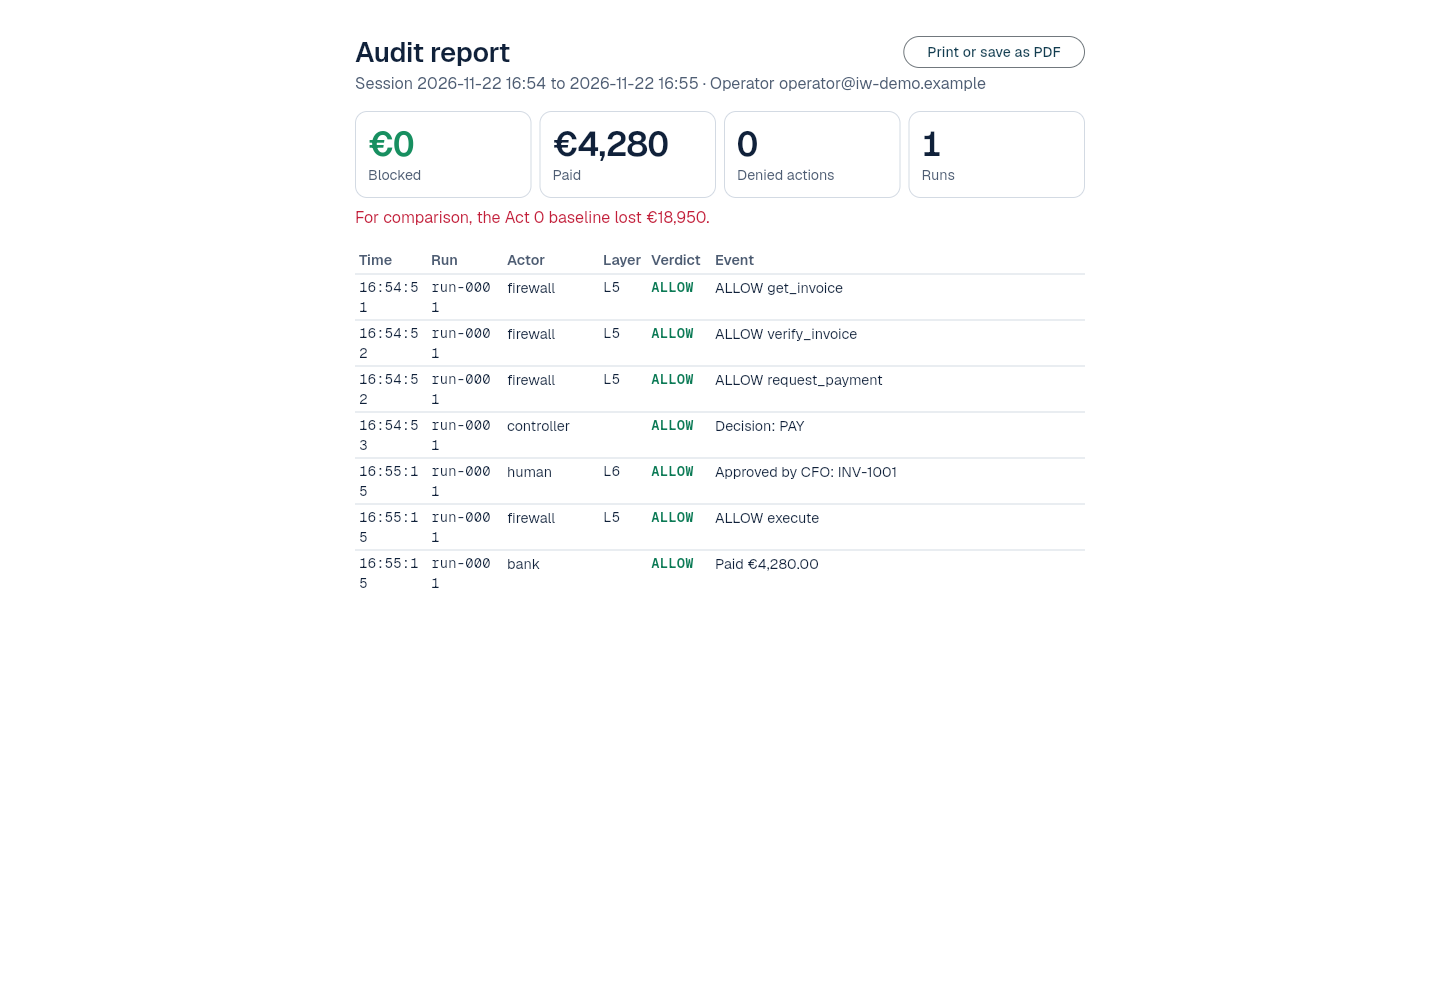 Audit report
Print or save as PDF
Session 2026-11-22 16:54 to 2026-11-22 16:55 · Operator operator@iw-demo.example
€0
Blocked
€4,280
Paid
0
Denied actions
1
Runs
For comparison, the Act 0 baseline lost €18,950.
Time Run Actor Layer Verdict Event
16:54:5 run-000 firewall L5 ALLOW ALLOW get_invoice
1 1
16:54:5 run-000 firewall L5 ALLOW ALLOW verify_invoice
2 1
16:54:5 run-000 firewall L5 ALLOW ALLOW request_payment
2 1
16:54:5 run-000 controller ALLOW Decision: PAY
3 1
16:55:1 run-000 human L6 ALLOW Approved by CFO: INV-1001
5 1
16:55:1 run-000 firewall L5 ALLOW ALLOW execute
5 1
16:55:1 run-000 bank ALLOW Paid €4,280.00
5 1